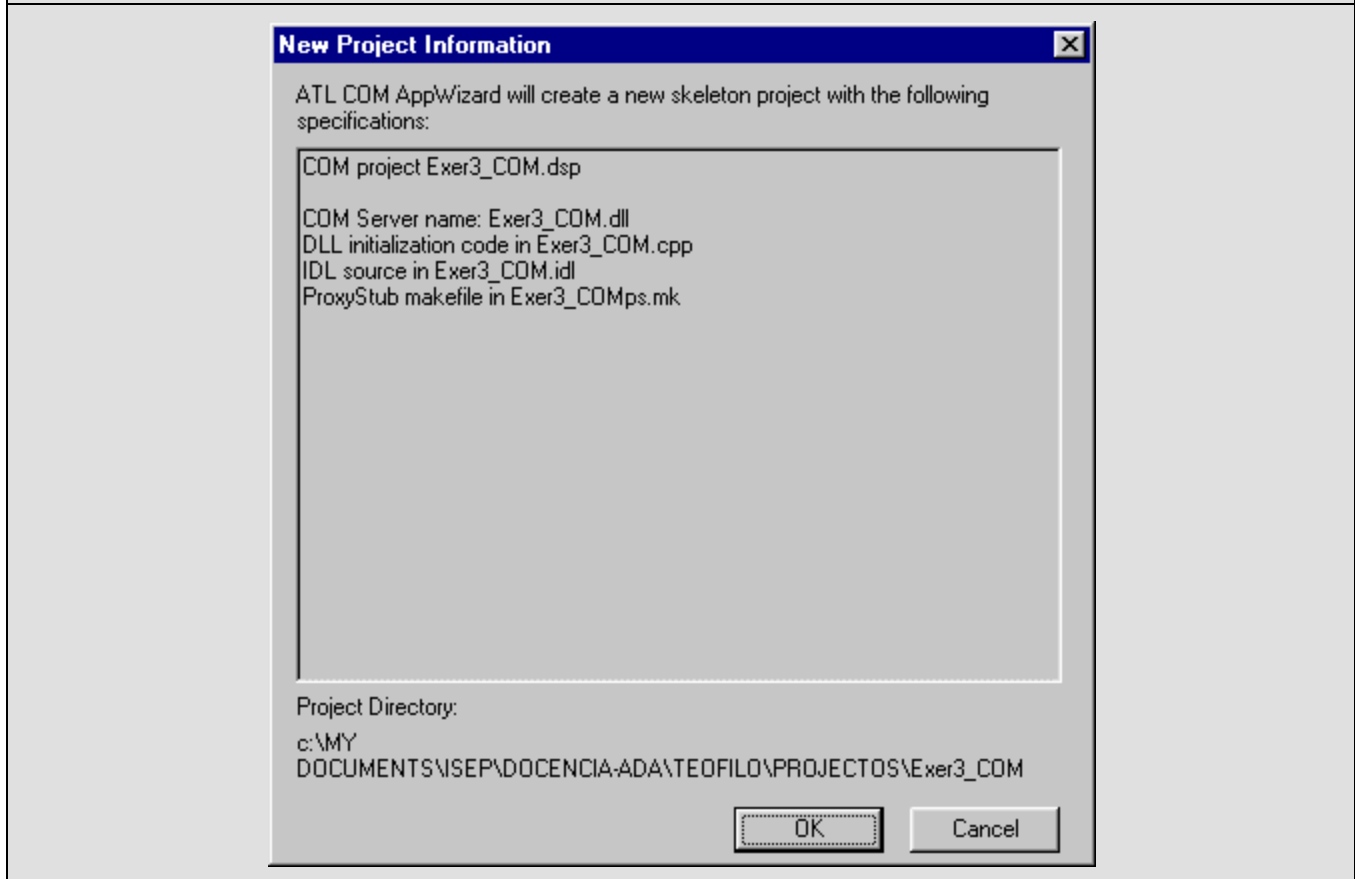 New Project Information
ATL COM AppWizard will create a new skeleton project with the following
specifications:
COM project Exer3_COM.dsp
COM Server name: Exer3_COM.dll
DLL initialization code in Exer3_COM.cpp
IDL source in Exer3_COM.idl
ProxyStub makefile in Exer3_COMps.mk
Project Directory:
c:\MY
DOCUMENTS\ISEP\DOCENCIA-ADA\TEOFILO\PROJECTOS\Exer3_COM
OK Cancel